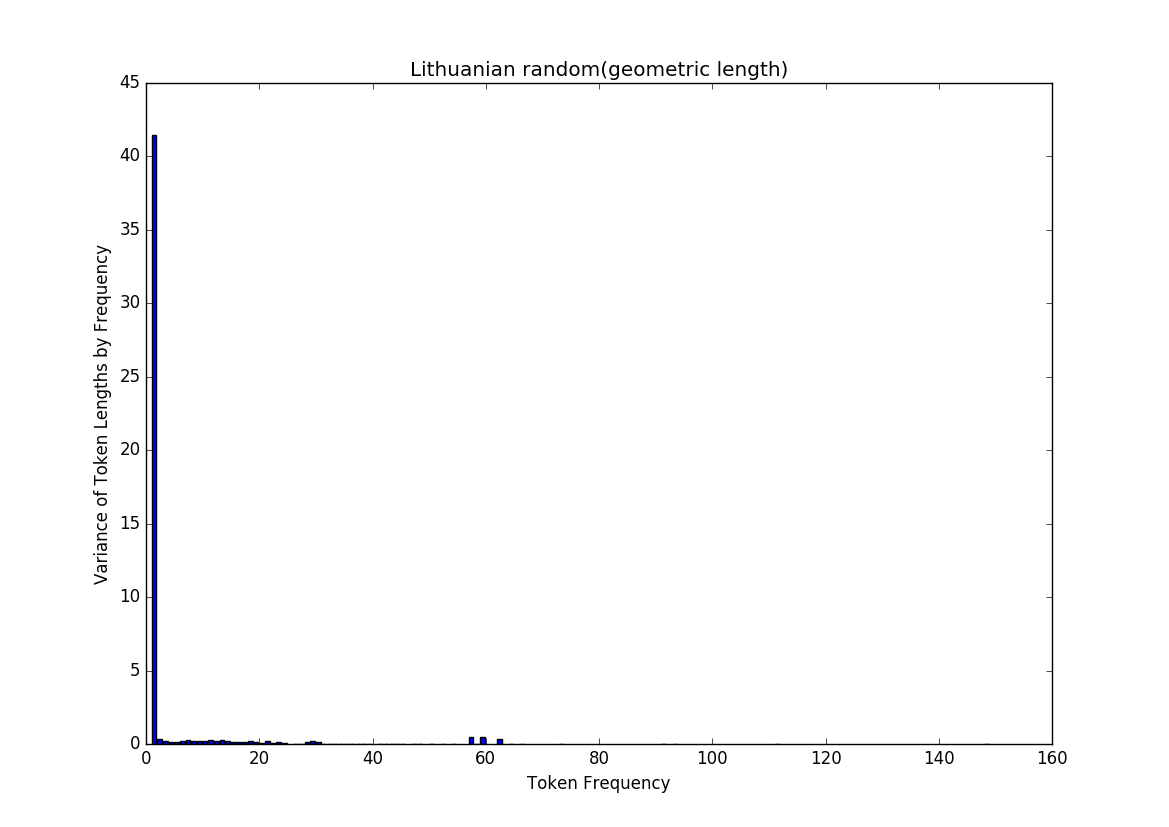 Lithuanian random(geometric length)
45
40
35
30
25
20
15
10
5
0
Variance of Token Lengths by Frequency
0 20 40 60 80 100 120 140 160
Token Frequency